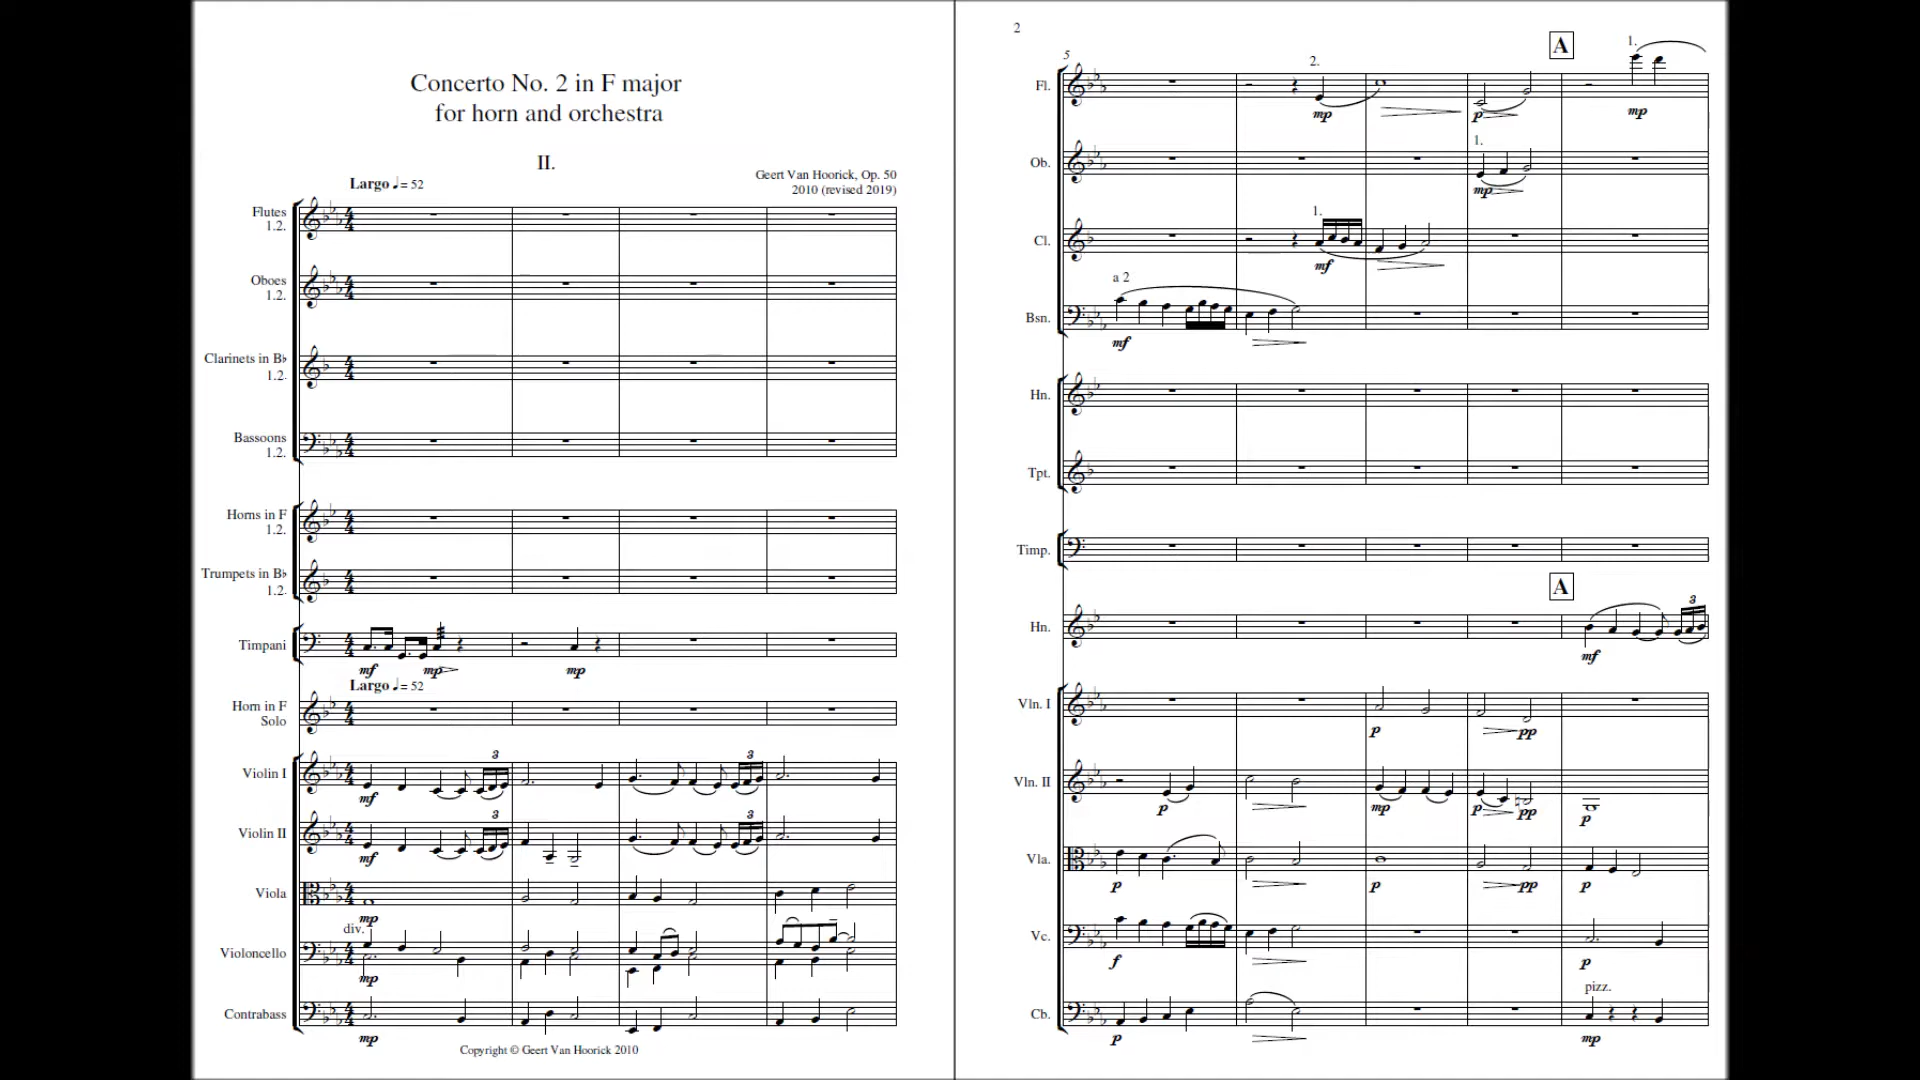 Concerto No. 2 in F major
for horn and orchestra
II.
Geert Van Hoorick, Op. 50
2010 (revised 2019)
Largo ♩= 52
Flutes
1.2.
Oboes
1.2.
Clarinets in B♭
1.2.
Bassoons
1.2.
Horns in F
1.2.
Trumpets in B♭
1.2.
Timpani
mf mp mp
Largo ♩= 52
Horn in F
Solo
3 3
Violin I
mf
3 3
Violin II
mf
Viola
mp
div.
Violoncello
mp
Contrabass
mp
Copyright © Geert Van Hoorick 2010
2
A
5
2. 1.
Fl.
mp p mp
1.
Ob.
mp
1.
Cl.
mf
a 2
Bsn.
mf
Hn.
Tpt.
Timp.
A
3
Hn.
mf
Vln. I
p pp
Vln. II
p mp p pp p
Vla.
p p pp p
Vc.
f p
pizz.
Cb.
p mp